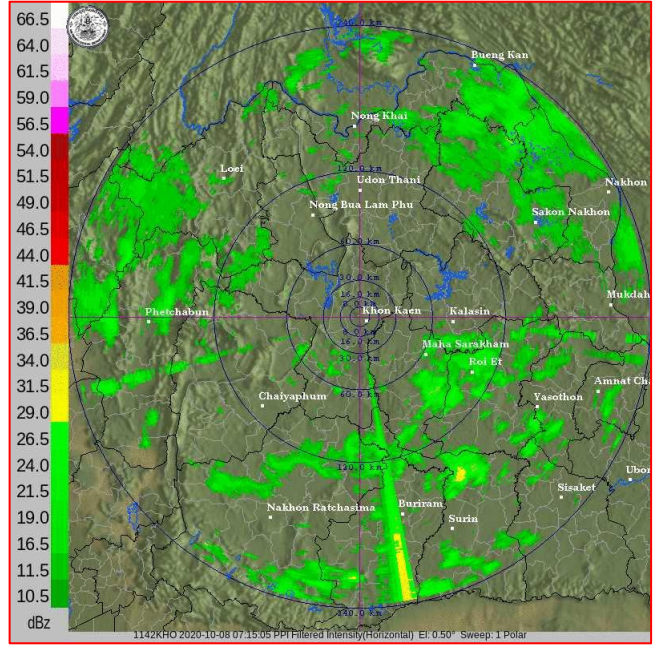 66.5
64.0
61.5
59.0
56.5
54.0
51.5
49.0
46.5
44.0
41.5
39.0
36.5
34.0
31.5
29.0
26.5
24.0
21.5
19.0
16.5
11.5
10.5
dBz
Bueng Kan
Nong Khai
Loei
Udon Thani
Nakhon
Nong Bua Lam Phu
Sakon Nakhon
Mukdah
Phetchabun
Khon Kaen
Kalasin
Maha Sarakham
Roi Et
Amnat Cha
Chaiyaphum
Yasothon
120.0 km
Ubon
Sisaket
Nakhon Ratchasima
Buriram
Surin
1142KHO 2020-10-08 07:15:05 PPI Filtered Intensity(Horizontal) El: 0.50° Sweep: 1 Polar